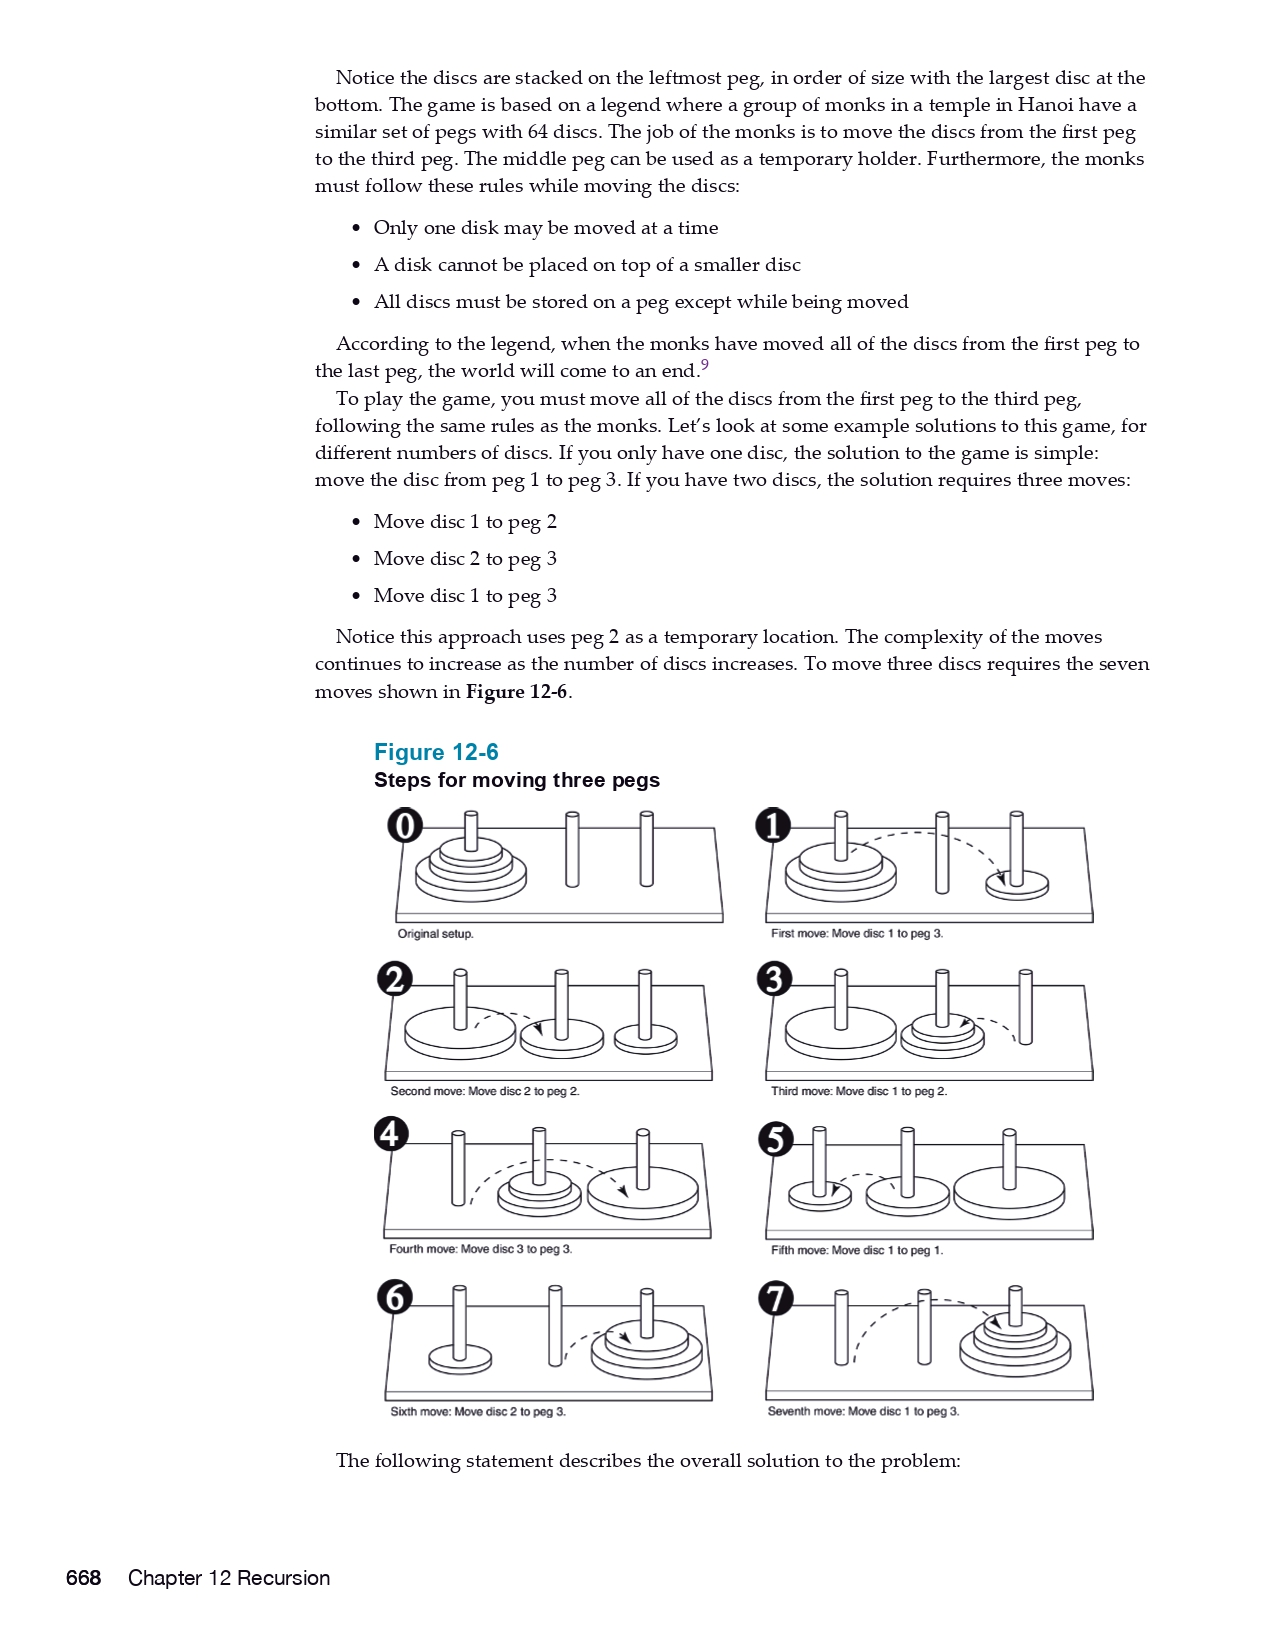 Notice the discs are stacked on the leftmost peg, in order of size with the largest disc at the
bottom. The game is based on a legend where a group of monks in a temple in Hanoi have a
similar set of pegs with 64 discs. The job of the monks is to move the discs from the first peg
to the third peg. The middle peg can be used as a temporary holder. Furthermore, the monks
must follow these rules while moving the discs:
• Only one disk may be moved at a time
• A disk cannot be placed on top of a smaller disc
• All discs must be stored on a peg except while being moved
According to the legend, when the monks have moved all of the discs from the first peg to
the last peg, the world will come to an end.9
To play the game, you must move all of the discs from the first peg to the third peg,
following the same rules as the monks. Let's look at some example solutions to this game, for
different numbers of discs. If you only have one disc, the solution to the game is simple:
move the disc from peg 1 to peg 3. If you have two discs, the solution requires three moves:
• Move disc 1 to peg 2
• Move disc 2 to peg 3
• Move disc 1 to peg 3
Notice this approach uses peg 2 as a temporary location. The complexity of the moves
continues to increase as the number of discs increases. To move three discs requires the seven
moves shown in Figure 12-6.
Figure 12-6
Steps for moving three pegs
0
Original setup.
1
First move: Move disc 1 to peg 3.
2
Second move: Move disc 2 to peg 2.
3
Third move: Move disc 1 to peg 2.
4
Fourth move: Move disc 3 to peg 3.
5
Fifth move: Move disc 1 to peg 1.
6
Sixth move: Move disc 2 to peg 3.
7
Seventh move: Move disc 1 to peg 3.
The following statement describes the overall solution to the problem:
668 Chapter 12 Recursion